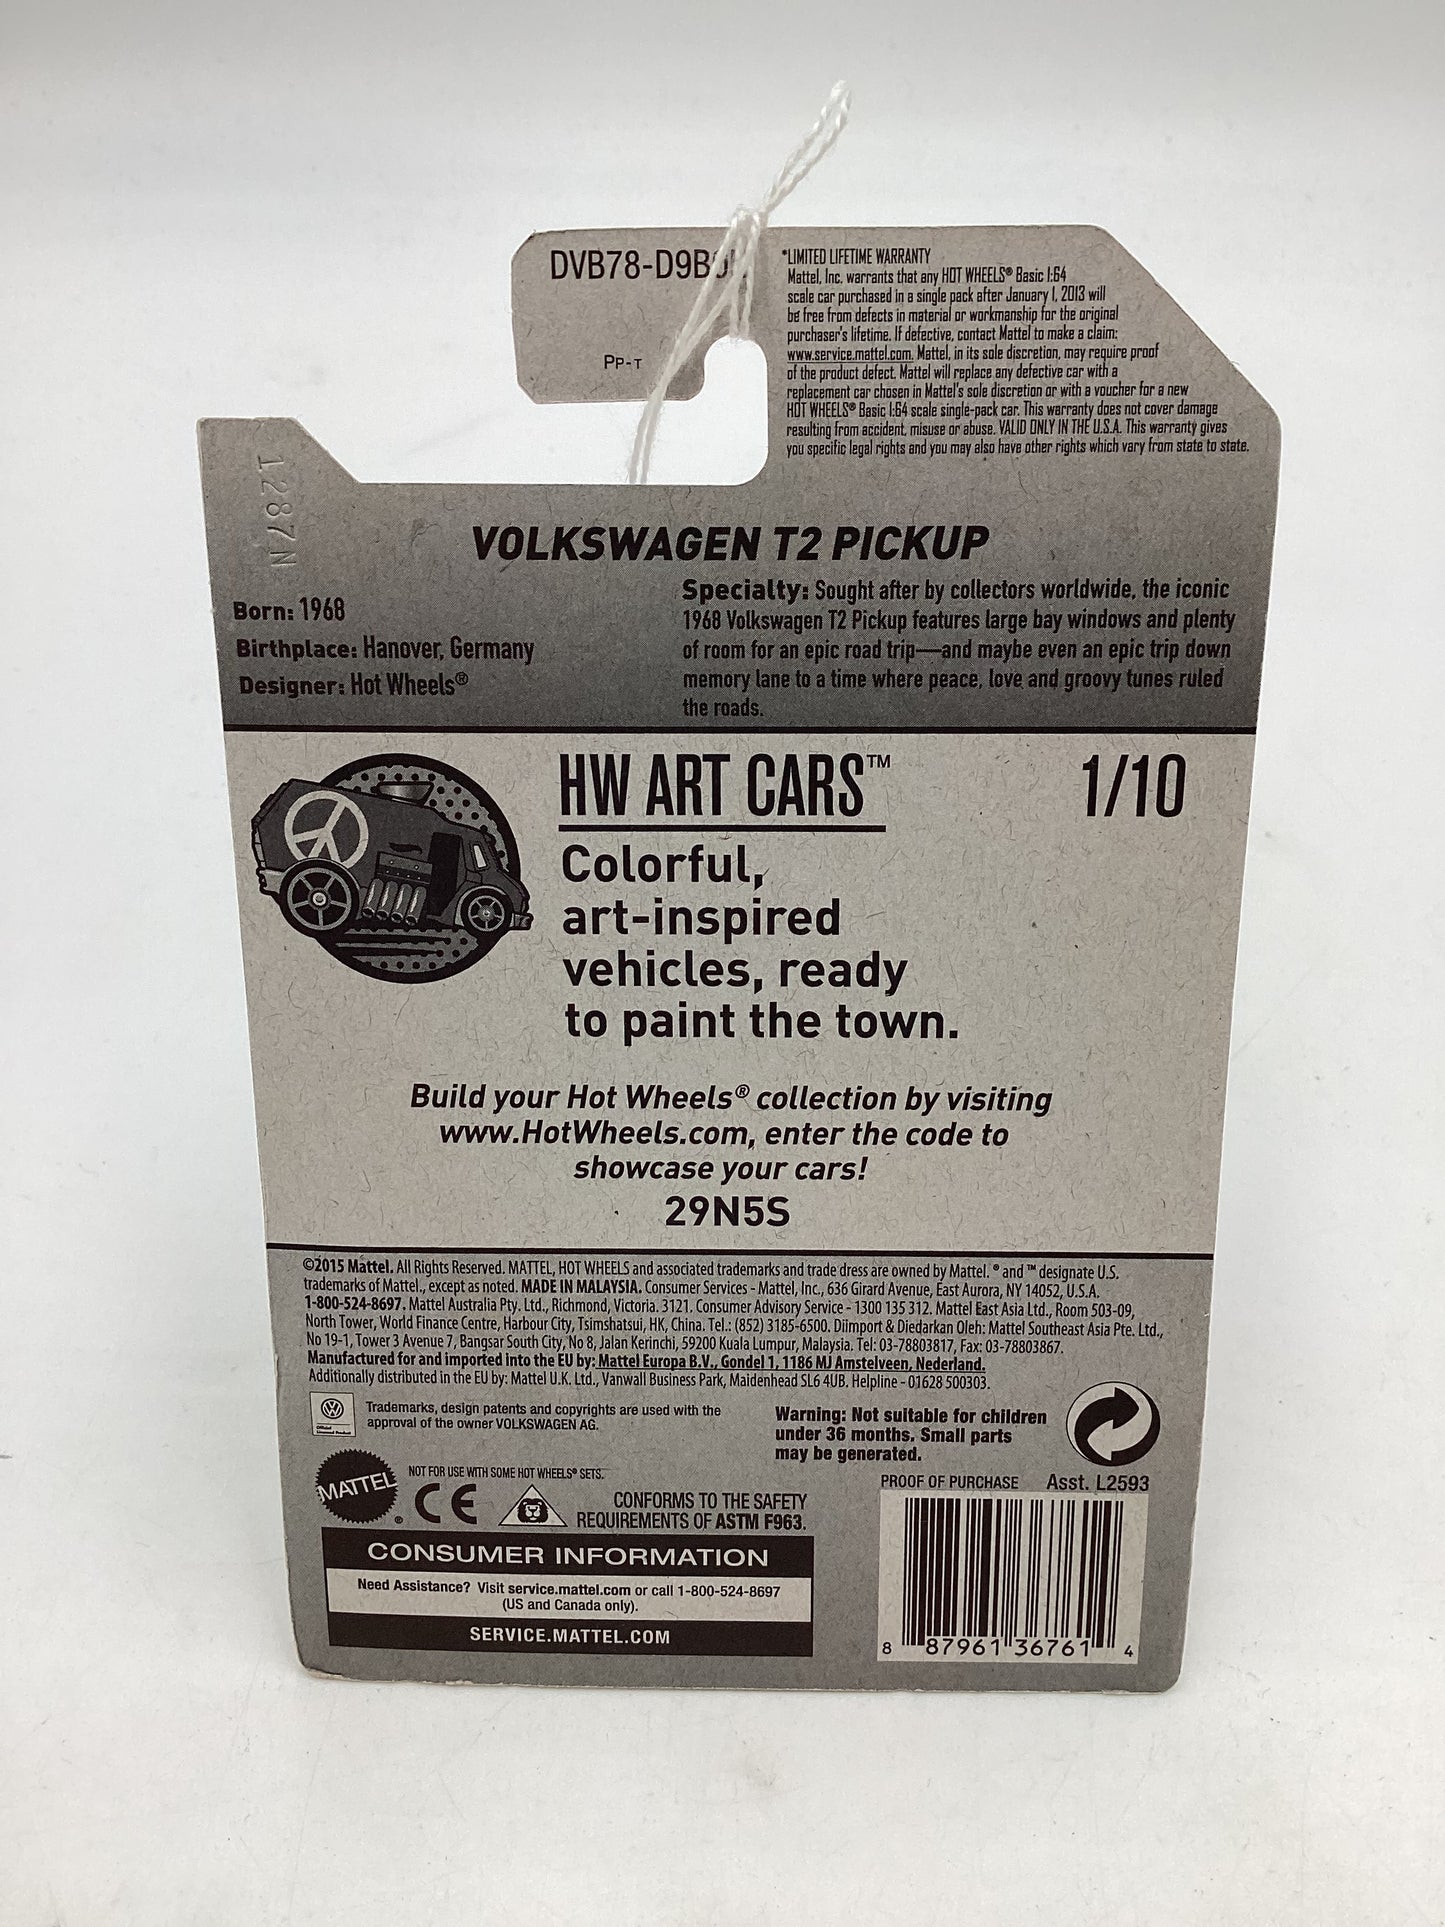 DVB78-D9B0
PP-T
*LIMITED LIFETIME WARRANTY
Mattel, Inc. warrants that any HOT WHEELS® Basic 1:64
scale car purchased in a single pack after January 1, 2013 will
be free from defects in material or workmanship for the original
purchaser's lifetime. If defective, contact Mattel to make a claim:
www.service.mattel.com. Mattel, in its sole discretion, may require proof
of the product defect. Mattel will replace any defective car with a
replacement car chosen in Mattel's sole discretion or with a voucher for a new
HOT WHEELS® Basic 1:64 scale single-pack car. This warranty does not cover damage
resulting from accident, misuse or abuse. VALID ONLY IN THE U.S.A. This warranty gives
you specific legal rights and you may also have other rights which vary from state to state.
1287N
VOLKSWAGEN T2 PICKUP
Born: 1968
Birthplace: Hanover, Germany
Designer: Hot Wheels®
Specialty: Sought after by collectors worldwide, the iconic
1968 Volkswagen T2 Pickup features large bay windows and plenty
of room for an epic road trip—and maybe even an epic trip down
memory lane to a time where peace, love and groovy tunes ruled
the roads.
HW ART CARS™
1/10
Colorful,
art-inspired
vehicles, ready
to paint the town.
Build your Hot Wheels® collection by visiting
www.HotWheels.com, enter the code to
showcase your cars!
29N5S
©2015 Mattel. All Rights Reserved. MATTEL, HOT WHEELS and associated trademarks and trade dress are owned by Mattel. ® and ™ designate U.S.
trademarks of Mattel., except as noted. MADE IN MALAYSIA. Consumer Services - Mattel, Inc., 636 Girard Avenue, East Aurora, NY 14052, U.S.A.
1-800-524-8697. Mattel Australia Pty. Ltd., Richmond, Victoria. 3121. Consumer Advisory Service - 1300 135 312. Mattel East Asia Ltd., Room 503-09,
North Tower, World Finance Centre, Harbour City, Tsimshatsui, HK, China. Tel.: (852) 3185-6500. Diimport & Diedarkan Oleh: Mattel Southeast Asia Pte. Ltd.,
No 19-1, Tower 3 Avenue 7, Bangsar South City, No 8, Jalan Kerinchi, 59200 Kuala Lumpur, Malaysia. Tel: 03-78803817, Fax: 03-78803867.
Manufactured for and imported into the EU by: Mattel Europa B.V., Gondel 1, 1186 MJ Amstelveen, Nederland.
Additionally distributed in the EU by: Mattel U.K. Ltd., Vanwall Business Park, Maidenhead SL6 4UB. Helpline - 01628 500303.
Official
Licensed Product
Trademarks, design patents and copyrights are used with the
approval of the owner VOLKSWAGEN AG.
Warning: Not suitable for children
under 36 months. Small parts
may be generated.
MATTEL®
NOT FOR USE WITH SOME HOT WHEELS® SETS.
CE
CONFORMS TO THE SAFETY
REQUIREMENTS OF ASTM F963.
PROOF OF PURCHASE Asst. L2593
CONSUMER INFORMATION
Need Assistance? Visit service.mattel.com or call 1-800-524-8697
(US and Canada only).
SERVICE.MATTEL.COM
8 87961 36761 4